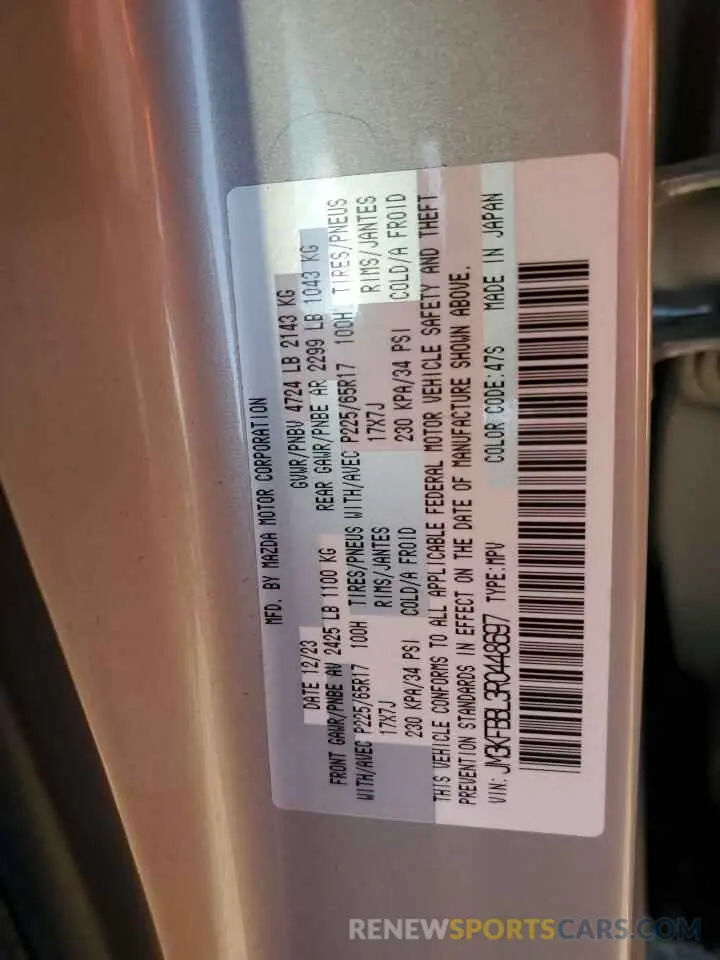 MFD. BY MAZDA MOTOR CORPORATION
DATE 12/23 GVWR/PNBV 4724 LB 2143 KG
FRONT GAWR/PNBE AV 2425 LB 1100 KG REAR GAWR/PNBE AR 2299 LB 1043 KG
WITH/AVEC P225/65R17 100H TIRES/PNEUS WITH/AVEC P225/65R17 100H TIRES/PNEUS
17X7J RIMS/JANTES 17X7J RIMS/JANTES
230 KPA/34 PSI COLD/A FROID 230 KPA/34 PSI COLD/A FROID
THIS VEHICLE CONFORMS TO ALL APPLICABLE FEDERAL MOTOR VEHICLE SAFETY AND THEFT
PREVENTION STANDARDS IN EFFECT ON THE DATE OF MANUFACTURE SHOWN ABOVE.
VIN: JM3KFBBL3R0448697 TYPE:MPV COLOR CODE:47S MADE IN JAPAN
RENEWSPORTSCARS.COM